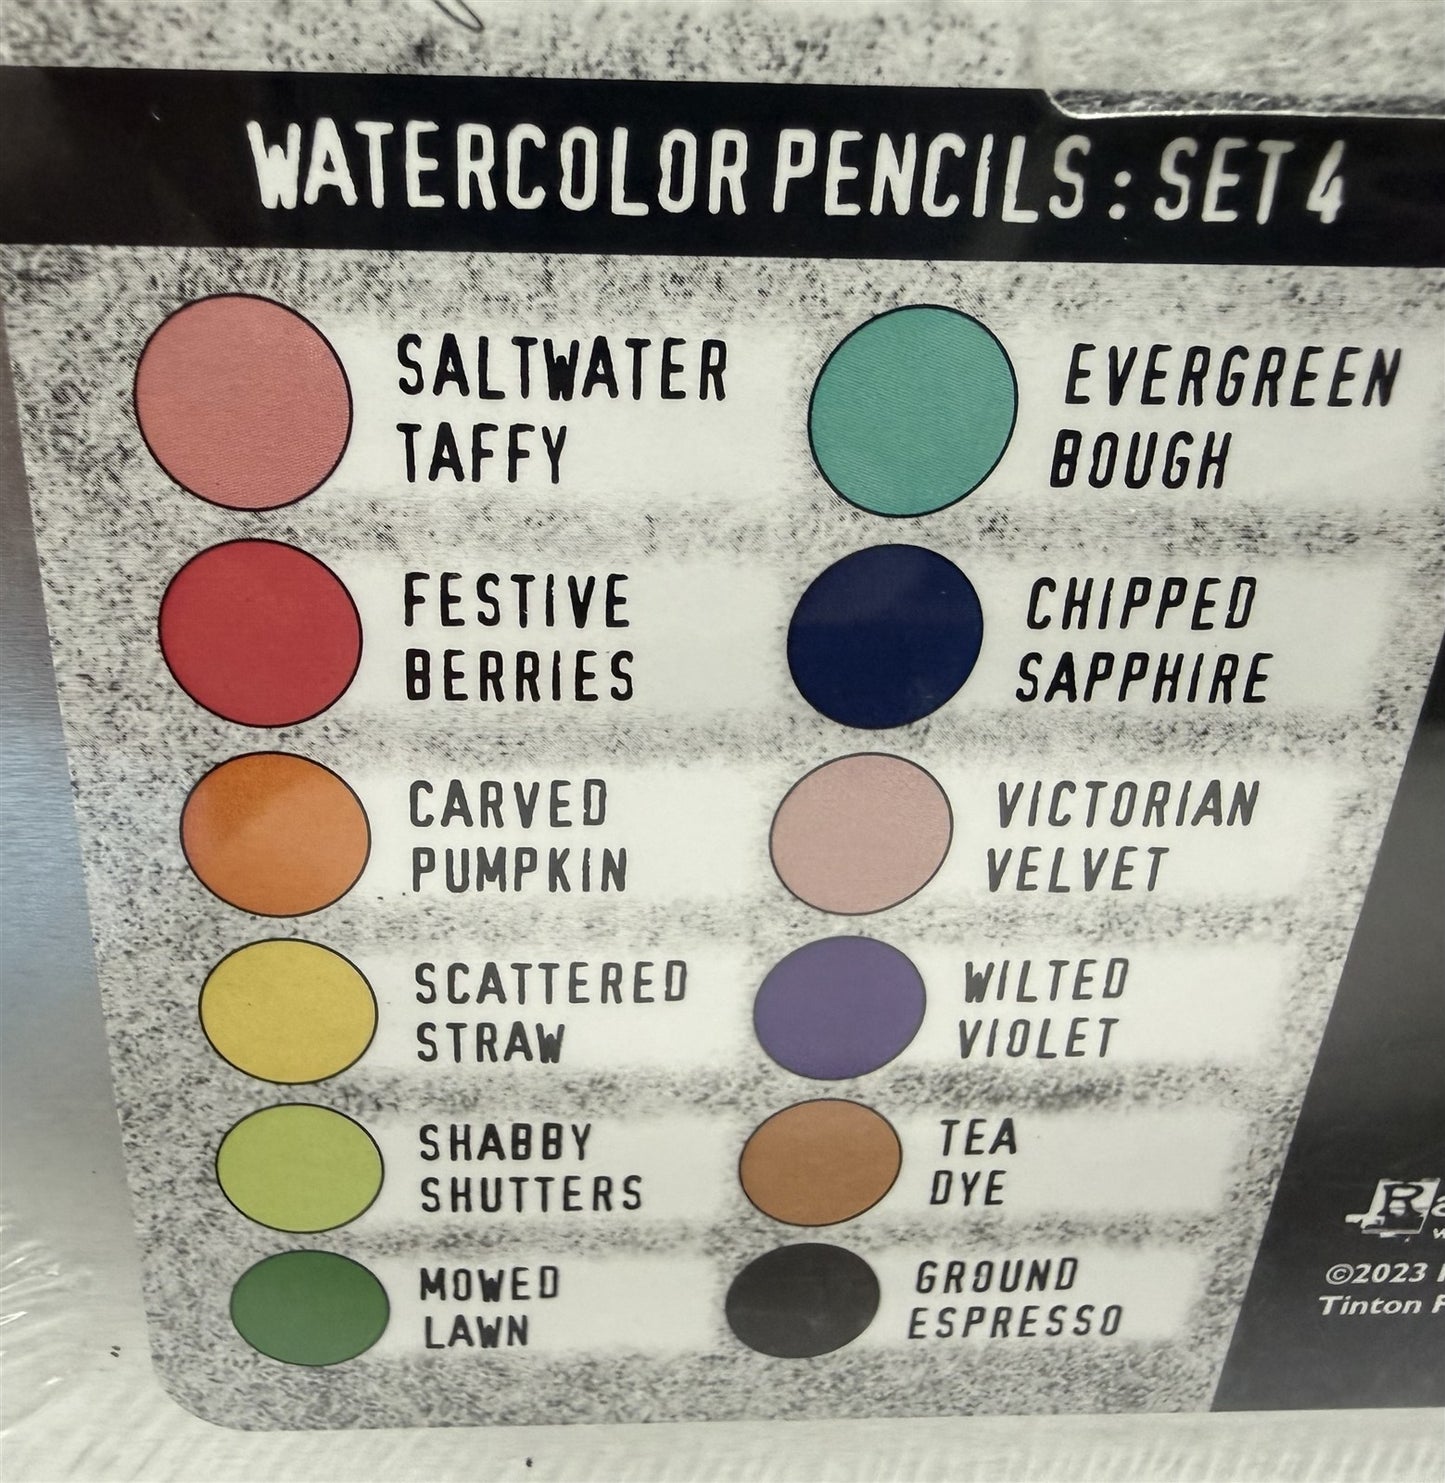 WATERCOLOR PENCILS : SET 4
SALTWATER
TAFFY
FESTIVE
BERRIES
CARVED
PUMPKIN
SCATTERED
STRAW
SHABBY
SHUTTERS
MOWED
LAWN
EVERGREEN
BOUGH
CHIPPED
SAPPHIRE
VICTORIAN
VELVET
WILTED
VIOLET
TEA
DYE
GROUND
ESPRESSO
©2023
Tinton